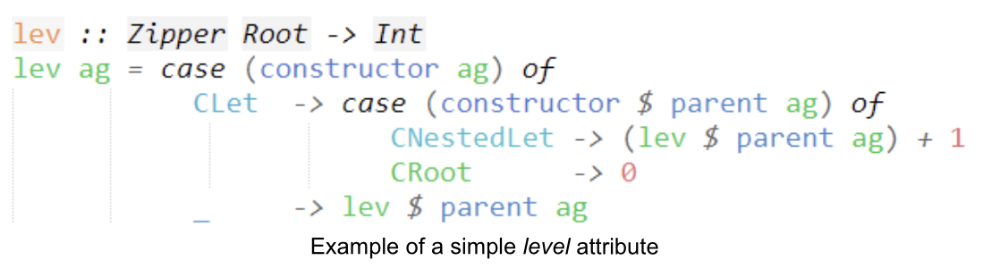 lev :: Zipper Root -> Int
lev ag = case (constructor ag) of
CLet -> case (constructor $ parent ag) of
CNestedLet -> (lev $ parent ag) + 1
CRoot -> 0
_ -> lev $ parent ag
Example of a simple level attribute